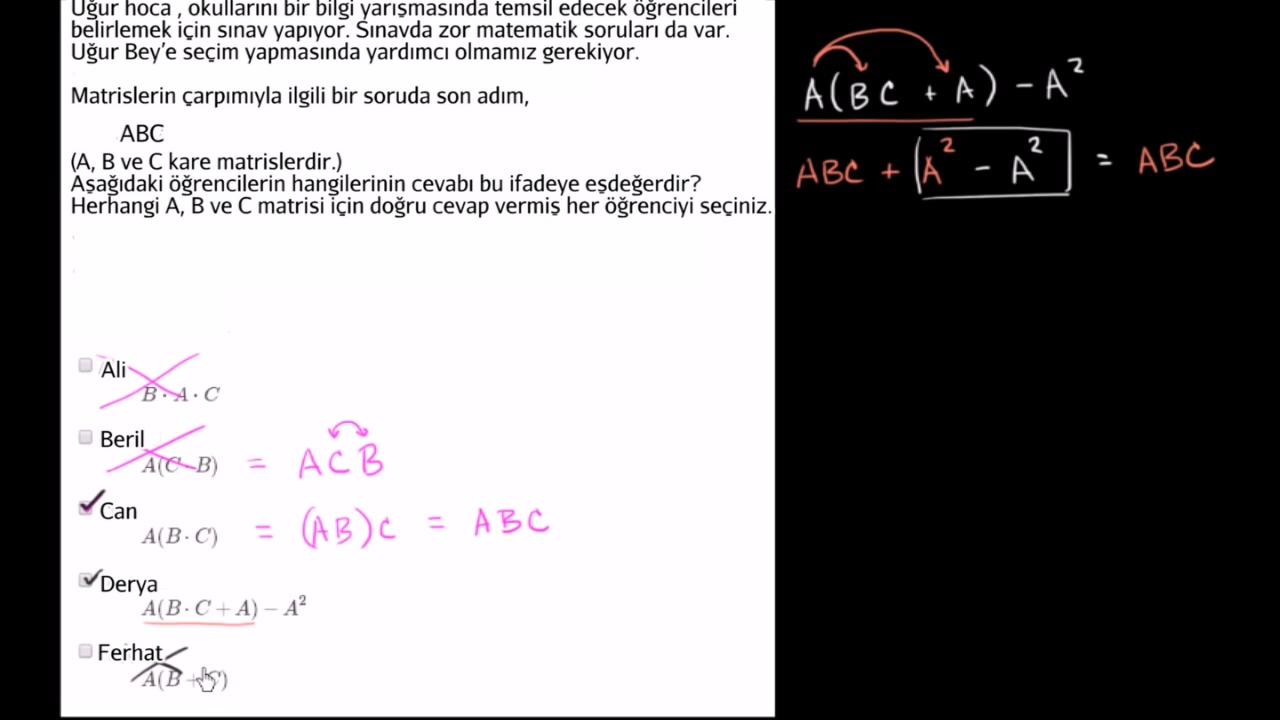 Uğur hoca , okullarını bir bilgi yarışmasında temsil edecek öğrencileri
belirlemek için sınav yapıyor. Sınavda zor matematik soruları da var.
Uğur Bey'e seçim yapmasında yardımcı olmamız gerekiyor.
Matrislerin çarpımıyla ilgili bir soruda son adım,
ABC
(A, B ve C kare matrislerdir.)
Aşağıdaki öğrencilerin hangilerinin cevabı bu ifadeye eşdeğerdir?
Herhangi A, B ve C matrisi için doğru cevap vermiş her öğrenciyi seçiniz.
Ali
B · A · C
Beril
A(C · B) = ACB
Can
A(B · C) = (AB)C = ABC
Derya
A(B · C + A) − A²
Ferhat
A(B +
A(BC + A) − A²
ABC + (A² − A²) = ABC